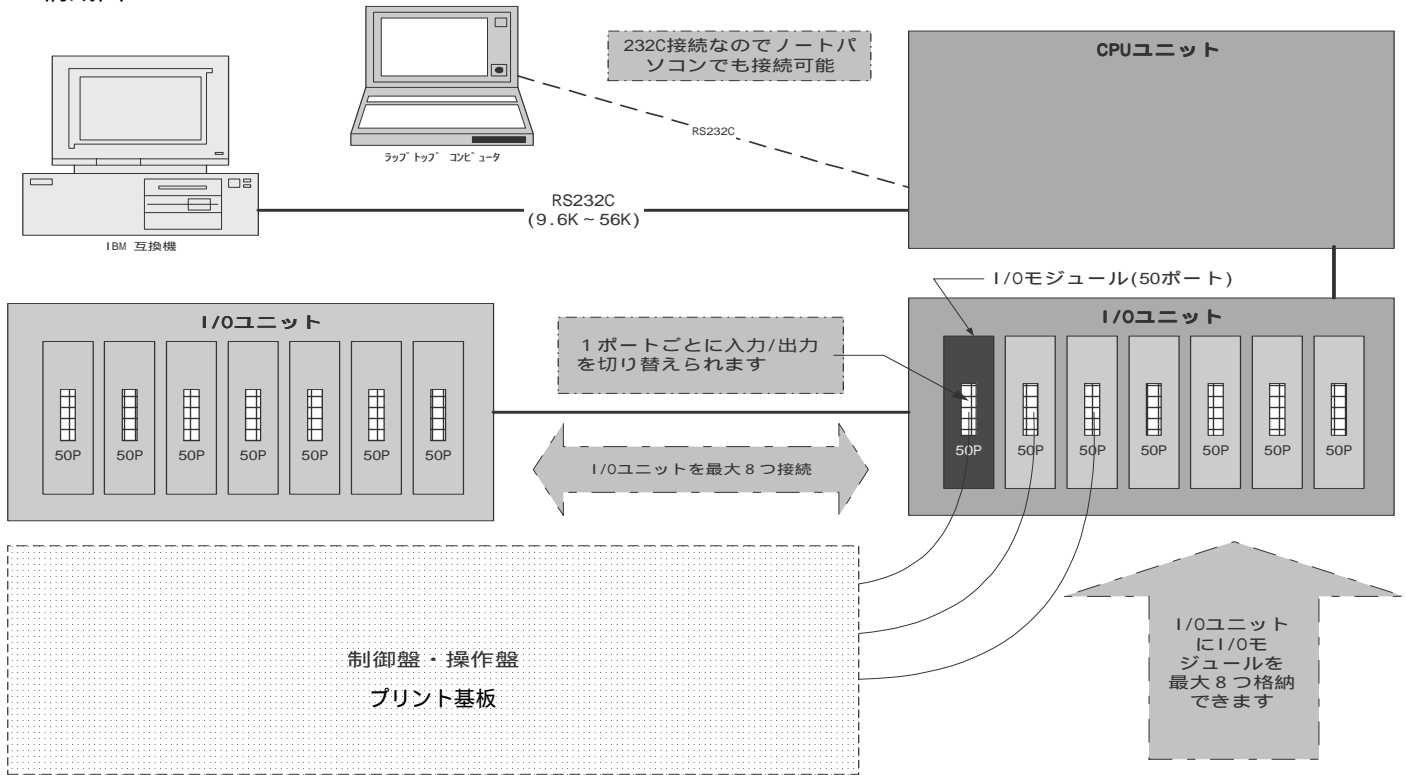 232C接続なのでノートパ
ソコンでも接続可能
CPUユニット
RS232C
ラップトップ コンピュータ
RS232C
(9.6K~56K)
IBM 互換機
I/Oモジュール(50ポート)
I/Oユニット
1ポートごとに入力/出力
を切り替えられます
I/Oユニット
50P 50P 50P 50P 50P 50P 50P
I/Oユニットを最大8つ接続
50P 50P 50P 50P 50P 50P 50P
制御盤・操作盤
プリント基板
I/Oユニット
にI/Oモ
ジュールを
最大8つ格納
できます